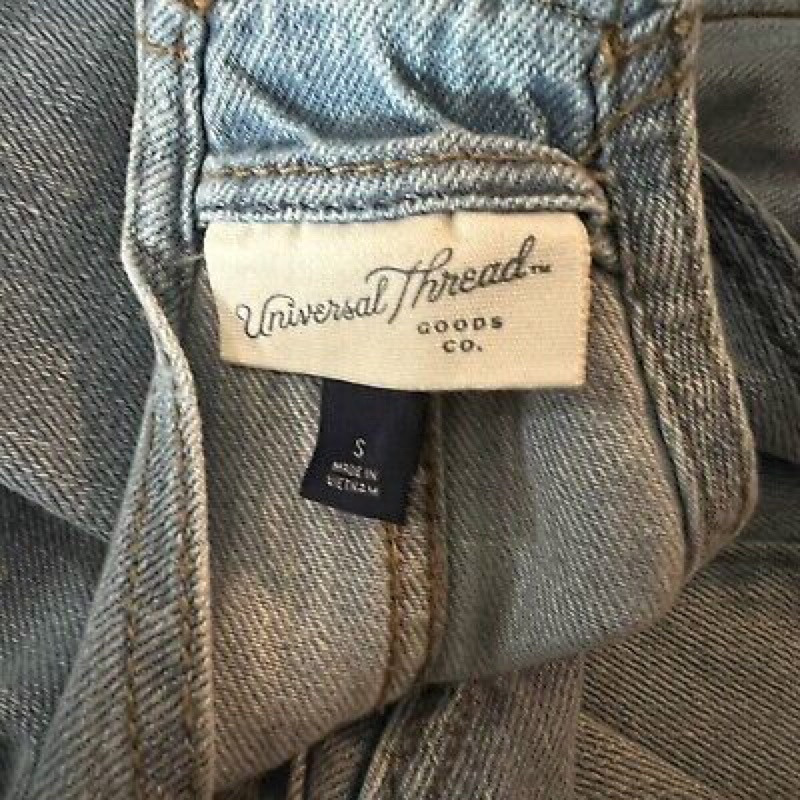 Universal Thread™
GOODS
CO.
S
MADE IN
VIETNAM